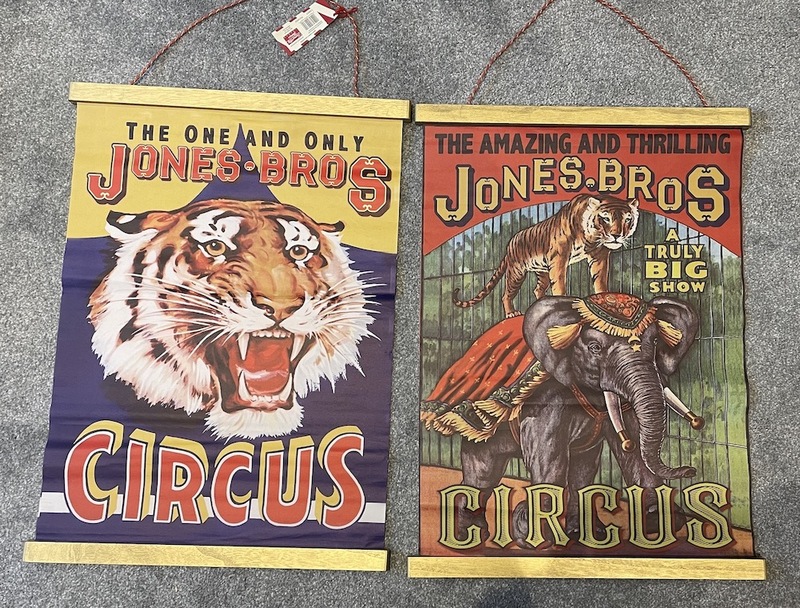 THE ONE AND ONLY
JONES·BROS
CIRCUS
THE AMAZING AND THRILLING
JONES·BROS
A
TRULY
BIG
SHOW
CIRCUS